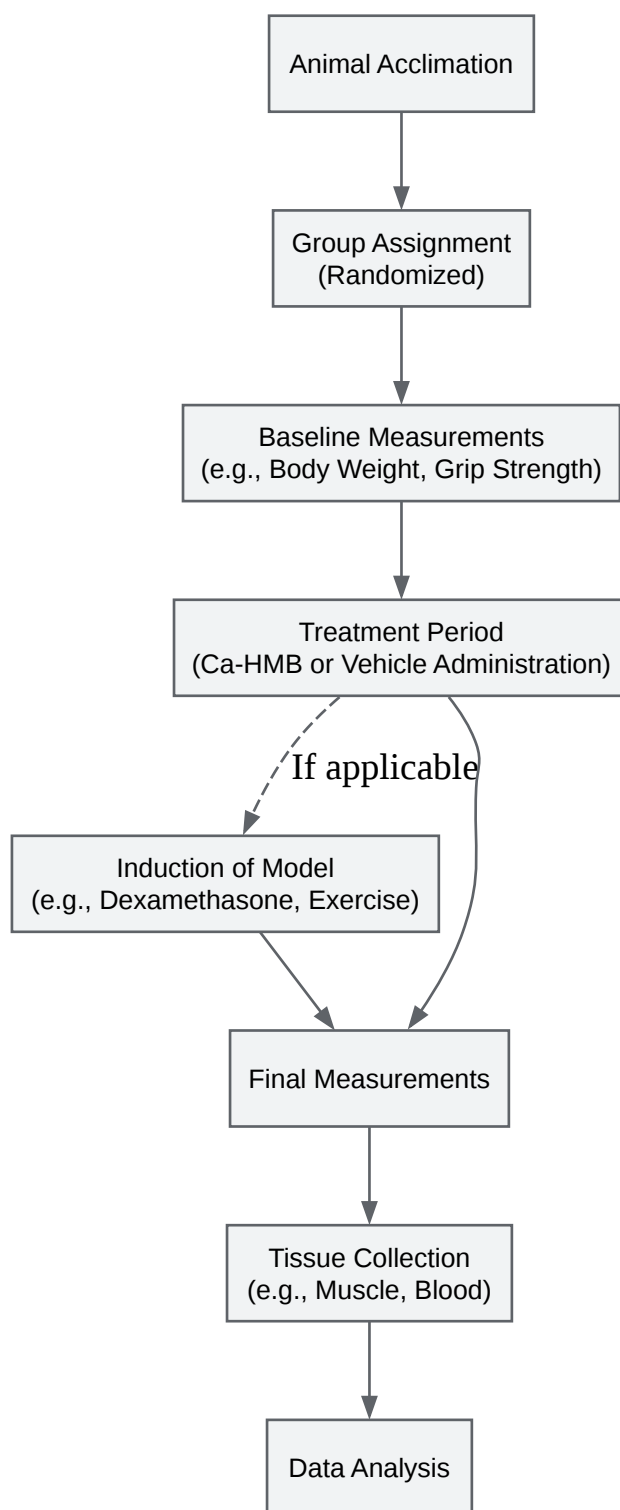 Animal Acclimation
Group Assignment
(Randomized)
Baseline Measurements
(e.g., Body Weight, Grip Strength)
Treatment Period
(Ca-HMB or Vehicle Administration)
If applicable
Induction of Model
(e.g., Dexamethasone, Exercise)
Final Measurements
Tissue Collection
(e.g., Muscle, Blood)
Data Analysis